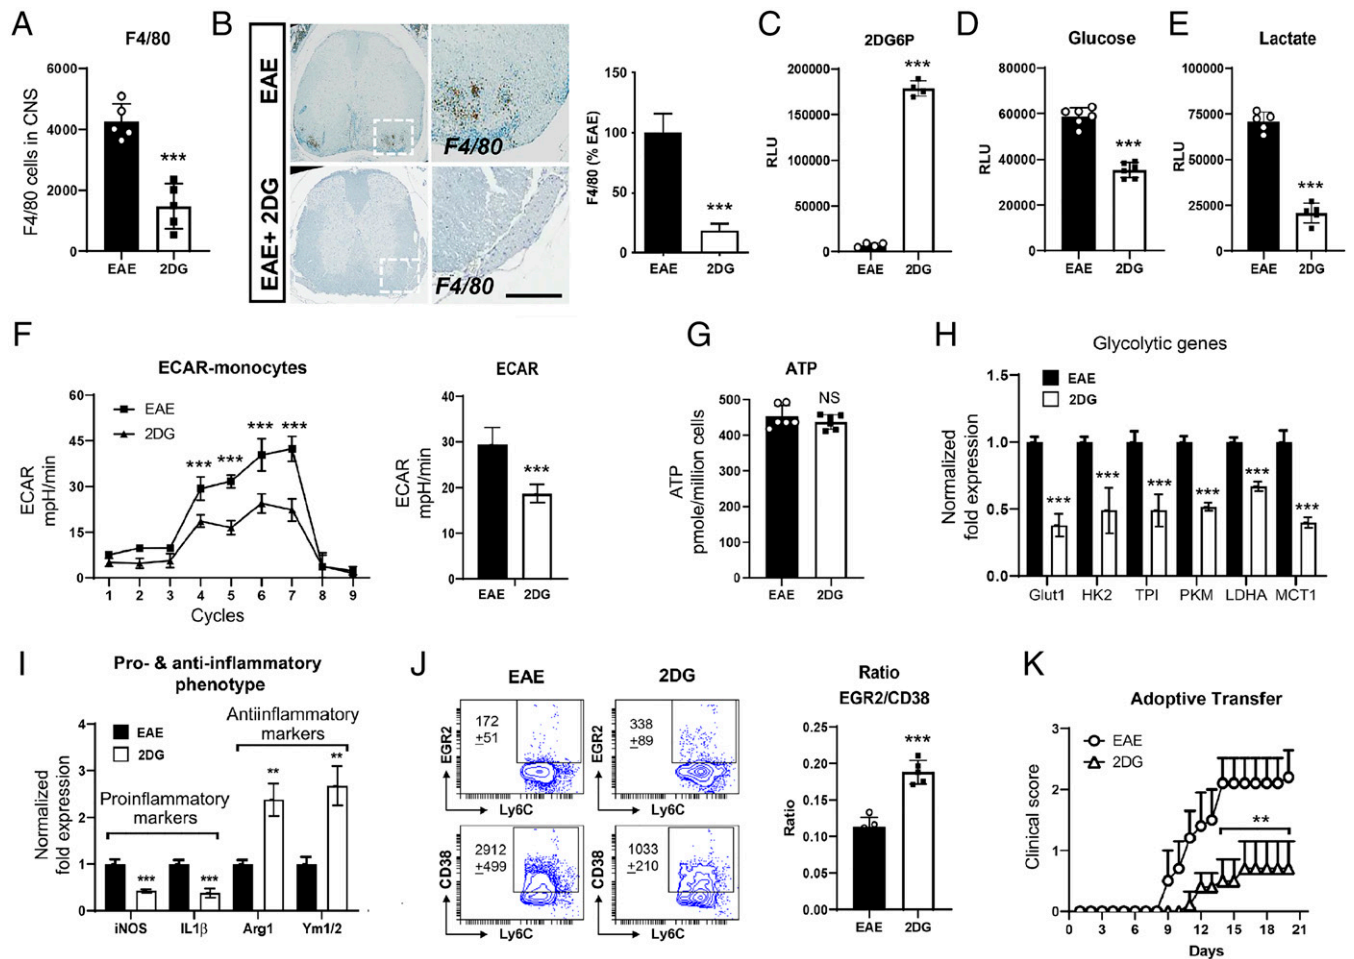 A
F4/80
F4/80 cells in CNS
6000
4000
2000
0
***
EAE
2DG
B
EAE
EAE+ 2DG
F4/80
F4/80
F4/80 (% EAE)
150
100
50
0
***
EAE
2DG
C
2DG6P
RLU
200000
150000
100000
50000
0
***
EAE
2DG
D
Glucose
RLU
80000
60000
40000
20000
0
***
EAE
2DG
E
Lactate
RLU
100000
75000
50000
25000
0
***
EAE
2DG
F
ECAR-monocytes
ECAR
mpH/min
60
45
30
15
0
EAE
2DG
*** *** *** ***
1 2 3 4 5 6 7 8 9
Cycles
ECAR
ECAR
mpH/min
40
30
20
10
0
***
EAE
2DG
G
ATP
ATP
pmole/million cells
500
400
300
200
100
0
NS
EAE
2DG
H
Glycolytic genes
Normalized
fold expression
1.5
1.0
0.5
0.0
EAE
2DG
*** *** *** *** *** ***
Glut1 HK2 TPI PKM LDHA MCT1
I
Pro- & anti-inflammatory
phenotype
Normalized
fold expression
4
3
2
1
0
EAE
2DG
Antiinflammatory
markers
Proinflammatory
markers
*** *** ** **
iNOS IL1β Arg1 Ym1/2
J
EAE
2DG
EGR2
172
+51
Ly6C
EGR2
338
+89
Ly6C
CD38
2912
+499
Ly6C
CD38
1033
+210
Ly6C
Ratio
EGR2/CD38
Ratio
0.25
0.20
0.15
0.10
0.05
0.00
***
EAE
2DG
K
Adoptive Transfer
Clinical score
3
2
1
0
EAE
2DG
**
0 3 6 9 12 15 18 21
Days